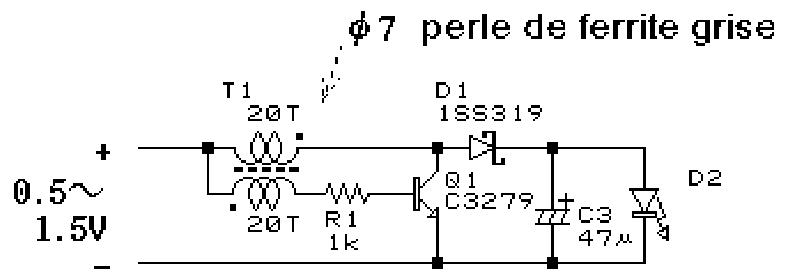 ϕ7 perle de ferrite grise
T1
20T
D1
1SS319
+
0.5～
1.5V
−
20T
R1
1k
Q1
C3279
+
C3
47μ
D2